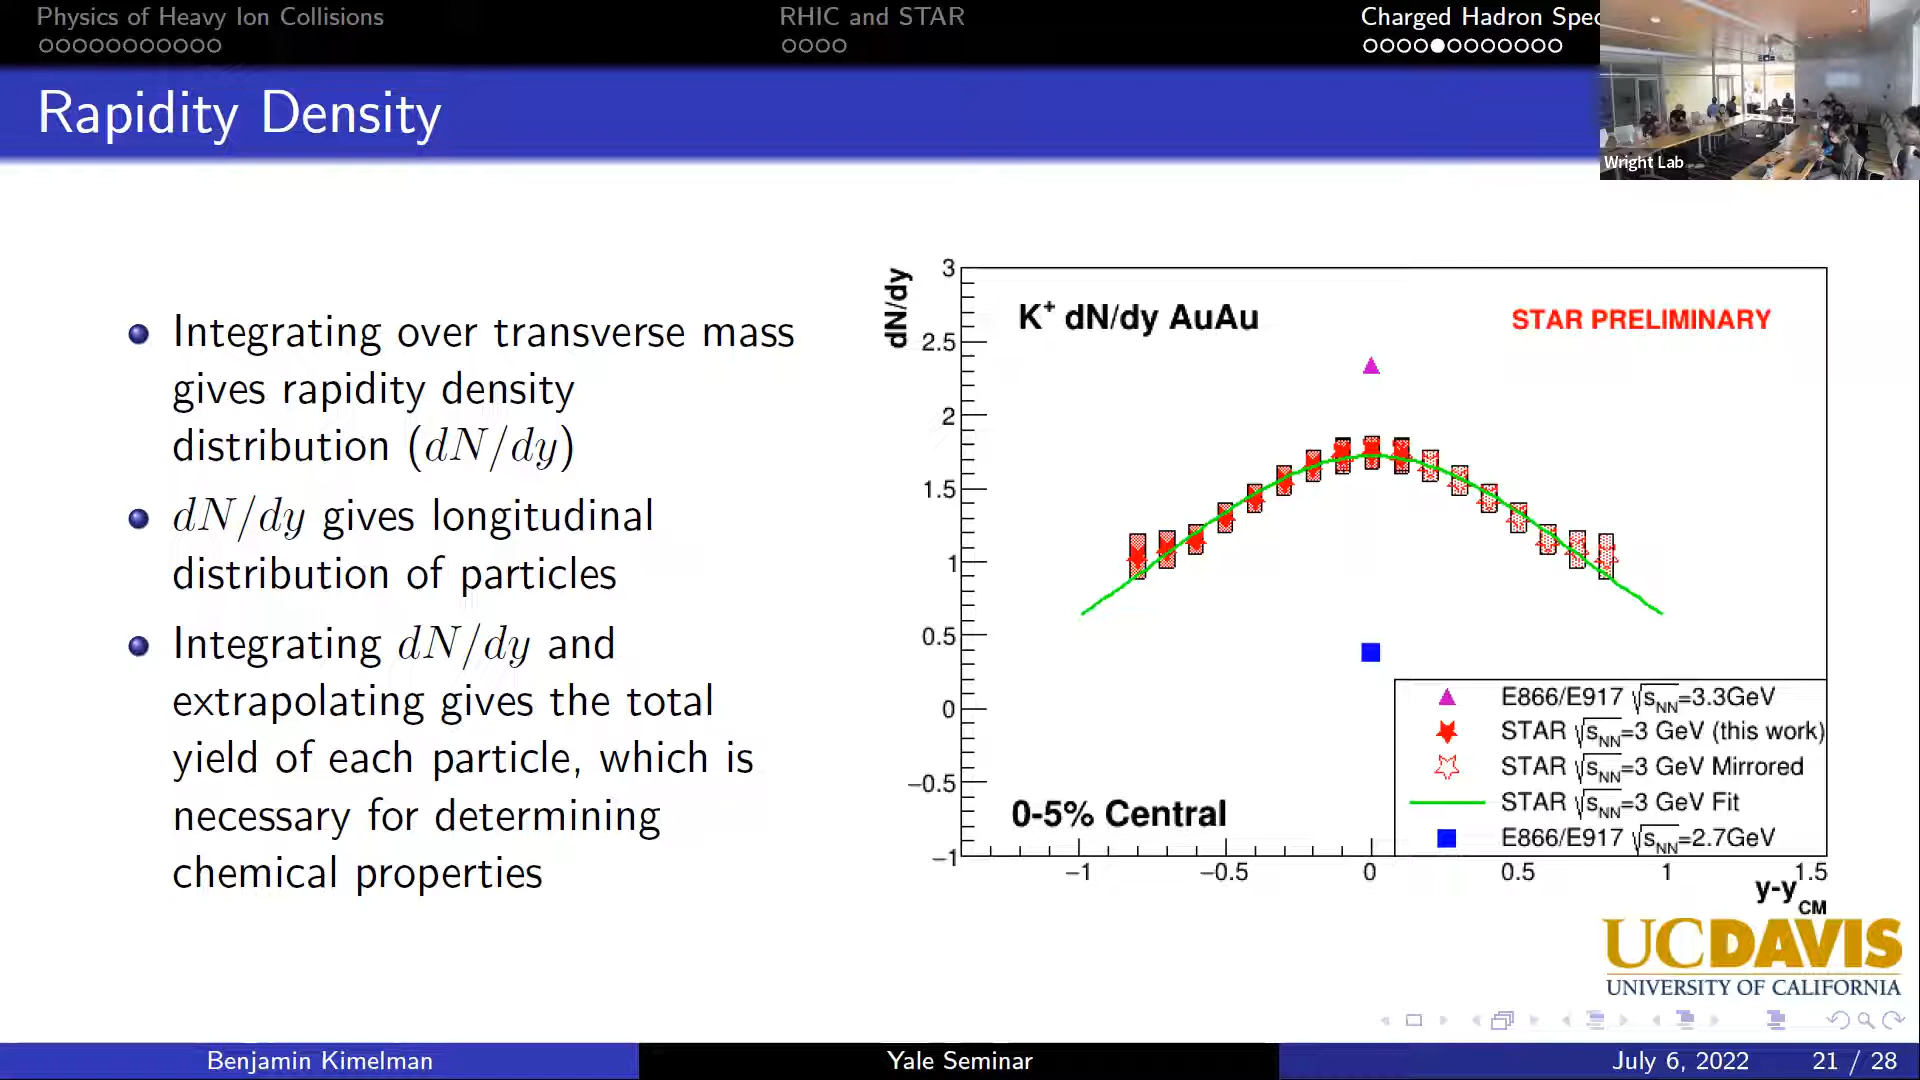 Physics of Heavy Ion Collisions
RHIC and STAR
Charged Hadron Spec
Wright Lab
Rapidity Density
Integrating over transverse mass
gives rapidity density
distribution (dN/dy)
dN/dy gives longitudinal
distribution of particles
Integrating dN/dy and
extrapolating gives the total
yield of each particle, which is
necessary for determining
chemical properties
dN/dy
K⁺ dN/dy AuAu
STAR PRELIMINARY
3
2.5
2
1.5
1
0.5
0
−0.5
−1
0-5% Central
E866/E917 √sNN=3.3GeV
STAR √sNN=3 GeV (this work)
STAR √sNN=3 GeV Mirrored
STAR √sNN=3 GeV Fit
E866/E917 √sNN=2.7GeV
−1 −0.5 0 0.5 1 1.5
y-yCM
UCDAVIS
UNIVERSITY OF CALIFORNIA
Benjamin Kimelman
Yale Seminar
July 6, 2022
21 / 28